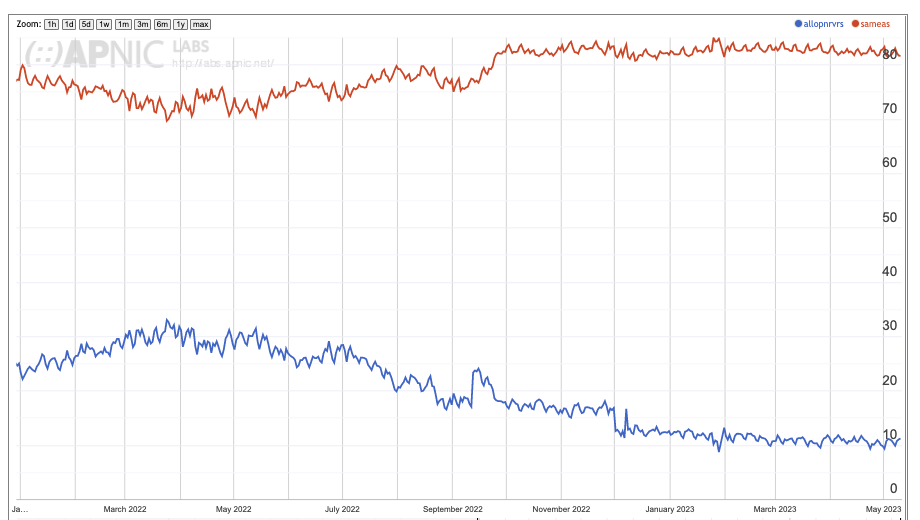 Zoom: 1h 1d 5d 1w 1m 3m 6m 1y max
allopnrvrs sameas
(::) APNIC LABS
http://labs.apnic.net/
80
70
60
50
40
30
20
10
0
Ja... March 2022 May 2022 July 2022 September 2022 November 2022 January 2023 March 2023 May 2023